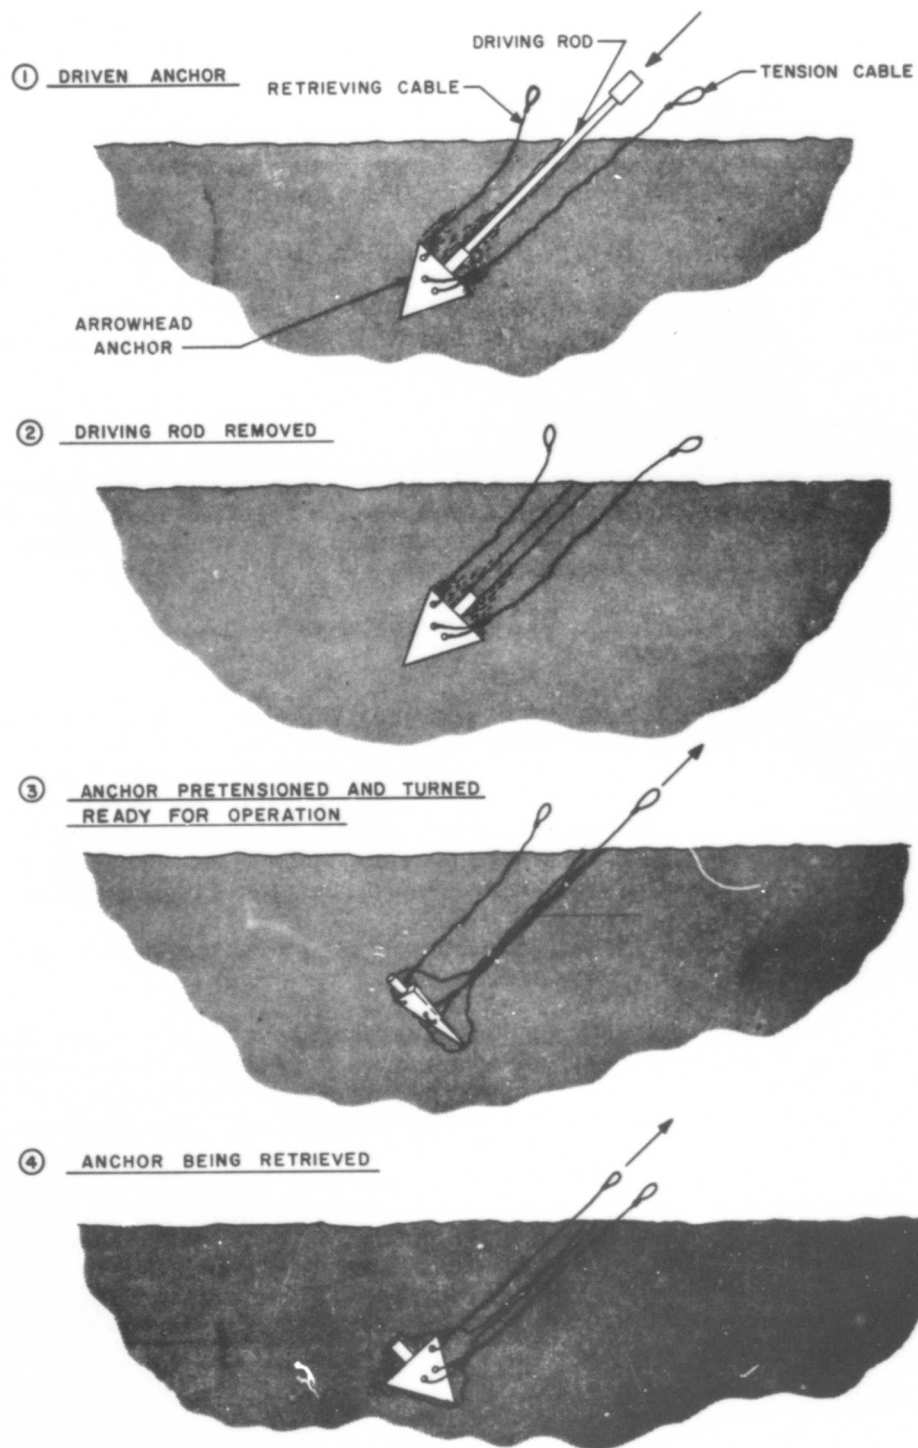 ① DRIVEN ANCHOR
DRIVING ROD
RETRIEVING CABLE
TENSION CABLE
ARROWHEAD
ANCHOR
② DRIVING ROD REMOVED
③ ANCHOR PRETENSIONED AND TURNED
READY FOR OPERATION
④ ANCHOR BEING RETRIEVED